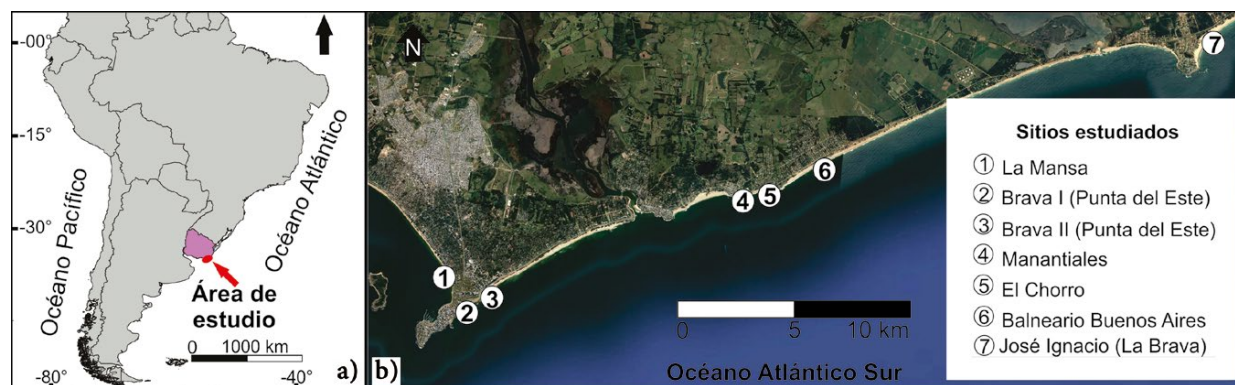 -00°
-15°
-30°
Océano Pacífico
Océano Atlántico
Área de
estudio
0 1000 km
-80° -60° -40°
a)
b)
N
1
2
3
4
5
6
7
0 5 10 km
Océano Atlántico Sur
Sitios estudiados
1 La Mansa
2 Brava I (Punta del Este)
3 Brava II (Punta del Este)
4 Manantiales
5 El Chorro
6 Balneario Buenos Aires
7 José Ignacio (La Brava)